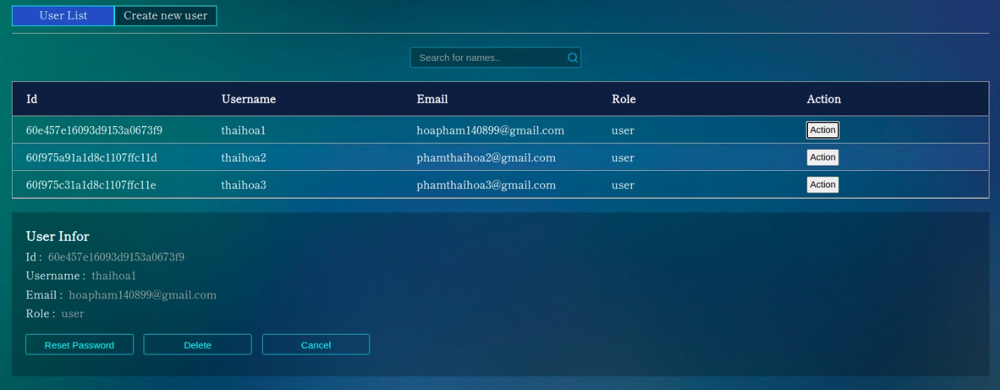 User List Create new user
Search for names..
Id Username Email Role Action
60e457e16093d9153a0673f9 thaihoa1 hoapham140899@gmail.com user Action
60f975a91a1d8c1107ffc11d thaihoa2 phamthaihoa2@gmail.com user Action
60f975c31a1d8c1107ffc11e thaihoa3 phamthaihoa3@gmail.com user Action
User Infor
Id : 60e457e16093d9153a0673f9
Username : thaihoa1
Email : hoapham140899@gmail.com
Role : user
Reset Password Delete Cancel